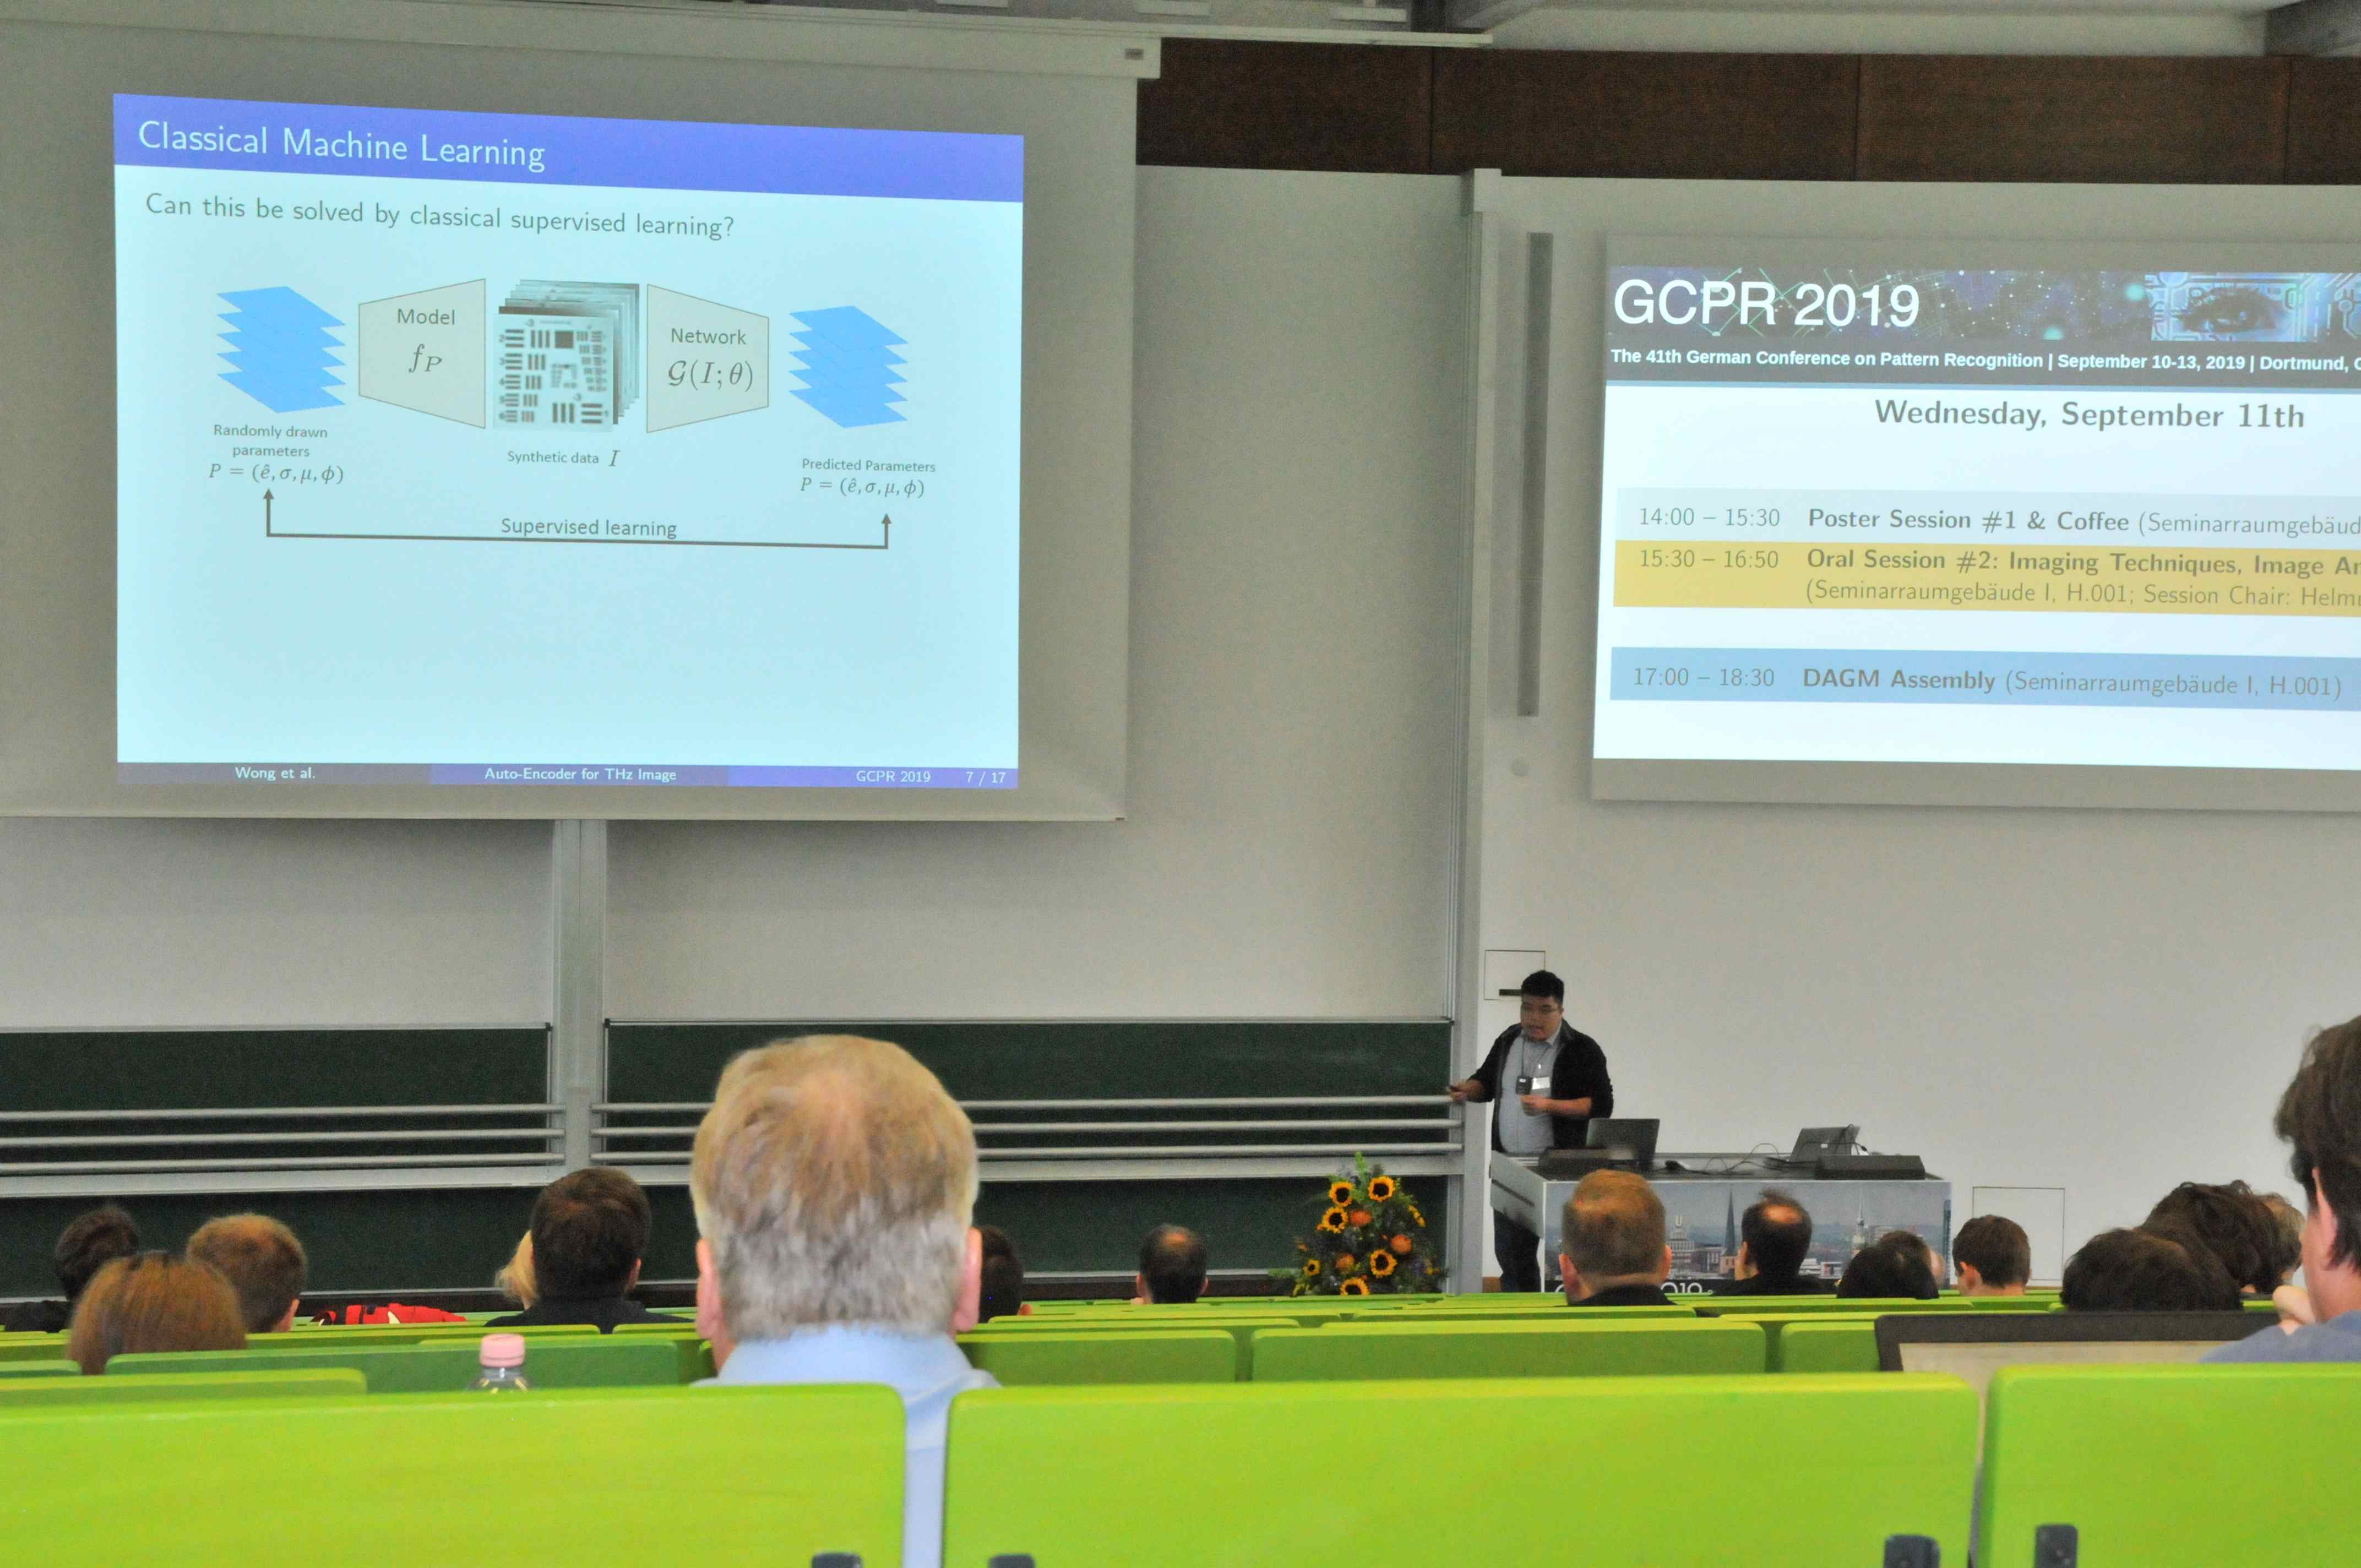 Classical Machine Learning
Can this be solved by classical supervised learning?
Model
f_P
Network
G(I; θ)
Randomly drawn
parameters
P = (ê, σ, μ, ϕ)
Synthetic data I
Predicted Parameters
P = (ê, σ, μ, ϕ)
Supervised learning
Wong et al. Auto-Encoder for THz Image GCPR 2019 7 / 17
GCPR 2019
The 41th German Conference on Pattern Recognition | September 10-13, 2019 | Dortmund,
Wednesday, September 11th
14:00 – 15:30 Poster Session #1 & Coffee (Seminarraumgebäud
15:30 – 16:50 Oral Session #2: Imaging Techniques, Image
(Seminarraumgebäude I, H.001; Session Chair:
17:00 – 18:30 DAGM Assembly (Seminarraumgebäude I, H.001)